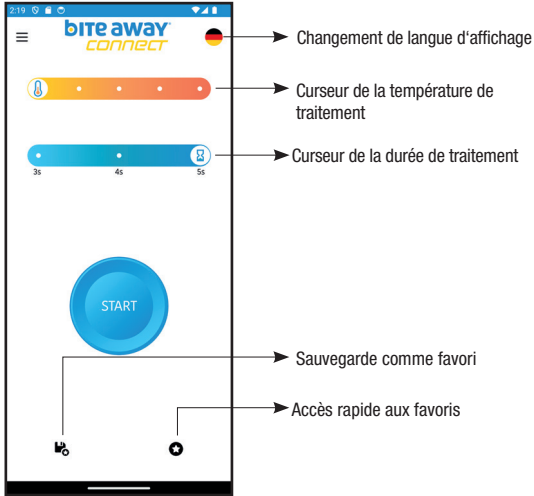 2:19
bite away
connect
Changement de langue d'affichage
Curseur de la température de
traitement
Curseur de la durée de traitement
3s 4s 5s
START
Sauvegarde comme favori
Accès rapide aux favoris